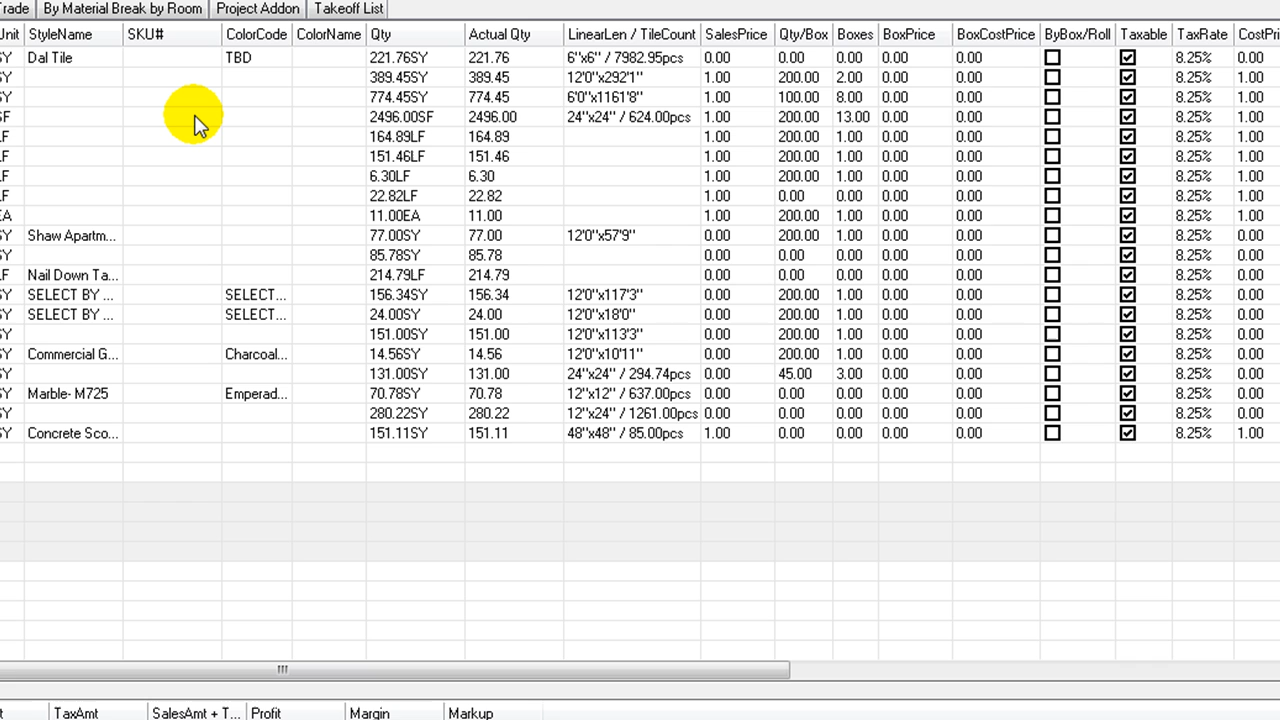 Trade By Material Break by Room Project Addon Takeoff List
Unit StyleName SKU# ColorCode ColorName Qty Actual Qty LinearLen / TileCount SalesPrice Qty/Box Boxes BoxPrice BoxCostPrice ByBox/Roll Taxable TaxRate CostPri
SY Dal Tile TBD 221.76SY 221.76 6"x6" / 7982.95pcs 0.00 0.00 0.00 0.00 0.00 8.25% 0.00
SY 389.45SY 389.45 12'0"x292'1" 1.00 200.00 2.00 0.00 0.00 8.25% 1.00
SY 774.45SY 774.45 6'0"x1161'8" 1.00 100.00 8.00 0.00 0.00 8.25% 1.00
SF 2496.00SF 2496.00 24"x24" / 624.00pcs 1.00 200.00 13.00 0.00 0.00 8.25% 1.00
LF 164.89LF 164.89 1.00 200.00 1.00 0.00 0.00 8.25% 1.00
LF 151.46LF 151.46 1.00 200.00 1.00 0.00 0.00 8.25% 1.00
LF 6.30LF 6.30 1.00 200.00 1.00 0.00 0.00 8.25% 1.00
LF 22.82LF 22.82 1.00 0.00 0.00 0.00 0.00 8.25% 1.00
EA 11.00EA 11.00 1.00 200.00 1.00 0.00 0.00 8.25% 1.00
SY Shaw Apartm... 77.00SY 77.00 12'0"x57'9" 0.00 200.00 1.00 0.00 0.00 8.25% 0.00
SY 85.78SY 85.78 0.00 0.00 0.00 0.00 0.00 8.25% 0.00
LF Nail Down Ta... 214.79LF 214.79 0.00 0.00 0.00 0.00 0.00 8.25% 0.00
SY SELECT BY ... SELECT... 156.34SY 156.34 12'0"x117'3" 0.00 200.00 1.00 0.00 0.00 8.25% 0.00
SY SELECT BY ... SELECT... 24.00SY 24.00 12'0"x18'0" 0.00 200.00 1.00 0.00 0.00 8.25% 0.00
SY 151.00SY 151.00 12'0"x113'3" 0.00 200.00 1.00 0.00 0.00 8.25% 0.00
SY Commercial G... Charcoal... 14.56SY 14.56 12'0"x10'11" 0.00 200.00 1.00 0.00 0.00 8.25% 0.00
SY 131.00SY 131.00 24"x24" / 294.74pcs 0.00 45.00 3.00 0.00 0.00 8.25% 0.00
SY Marble- M725 Emperad... 70.78SY 70.78 12"x12" / 637.00pcs 0.00 0.00 0.00 0.00 0.00 8.25% 0.00
SY 280.22SY 280.22 12"x24" / 1261.00pcs 0.00 0.00 0.00 0.00 0.00 8.25% 0.00
SY Concrete Sco... 151.11SY 151.11 48"x48" / 85.00pcs 1.00 0.00 0.00 0.00 0.00 8.25% 1.00
t TaxAmt SalesAmt + T... Profit Margin Markup